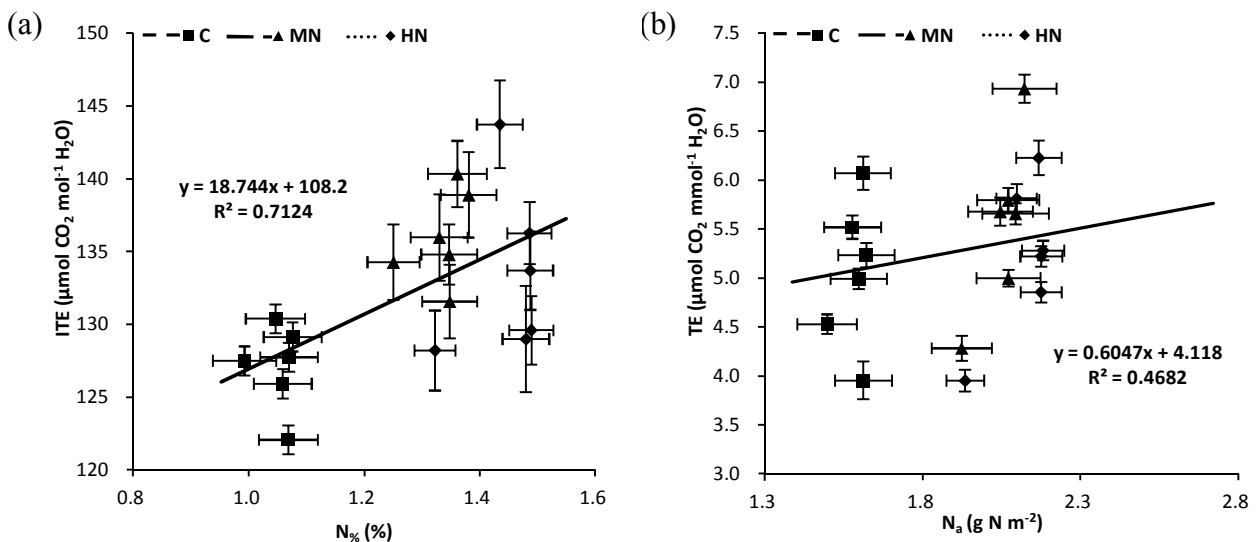 (a)
C MN HN
150
145
140
135
130
125
120
ITE (µmol CO₂ mol⁻¹ H₂O)
y = 18.744x + 108.2
R² = 0.7124
0.8 1.0 1.2 1.4 1.6
N% (%)
(b)
C MN HN
7.5
7.0
6.5
6.0
5.5
5.0
4.5
4.0
3.5
3.0
TE (µmol CO₂ mmol⁻¹ H₂O)
y = 0.6047x + 4.118
R² = 0.4682
1.3 1.8 2.3 2.8
Nₐ (g N m⁻²)